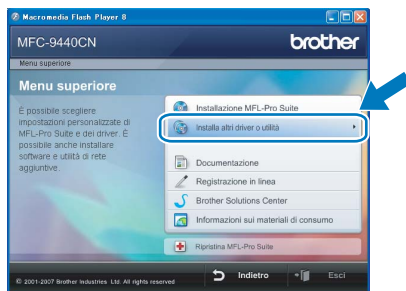 Macromedia Flash Player 8
MFC-9440CN
brother
Menu superiore
Menu superiore
È possibile scegliere
impostazioni personalizzate di
MFL-Pro Suite e dei driver. È
possibile anche installare
software e utilità di rete
aggiuntive.
Installazione MFL-Pro Suite
Installa altri driver o utilità
Documentazione
Registrazione in linea
Brother Solutions Center
Informazioni sui materiali di consumo
Ripristina MFL-Pro Suite
© 2001-2007 Brother Industries Ltd. All rights reserved
Indietro
Esci